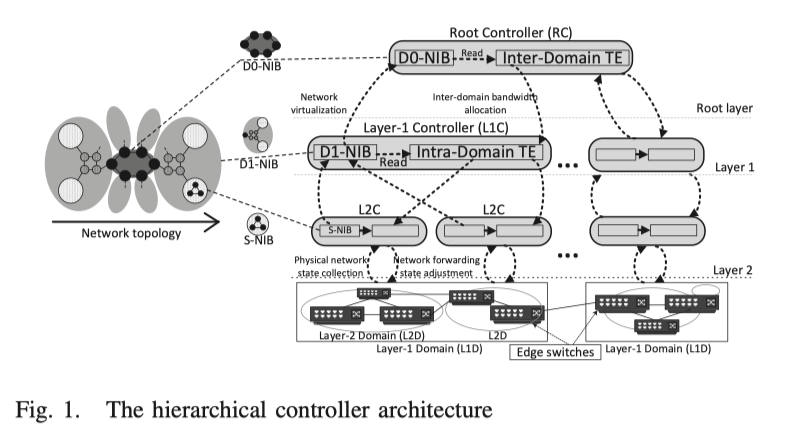 Root Controller (RC)
D0-NIB
Read
Inter-Domain TE
D0-NIB
Network
virtualization
Inter-domain bandwidth
allocation
Root layer
Layer-1 Controller (L1C)
D1-NIB
Read
Intra-Domain TE
D1-NIB
Layer 1
L2C
L2C
S-NIB
Network topology
S-NIB
Physical network
state collection
Network forwarding
state adjustment
Layer 2
Layer-2 Domain (L2D)
L2D
Layer-1 Domain (L1D)
Edge switches
Layer-1 Domain (L1D)
Fig. 1. The hierarchical controller architecture